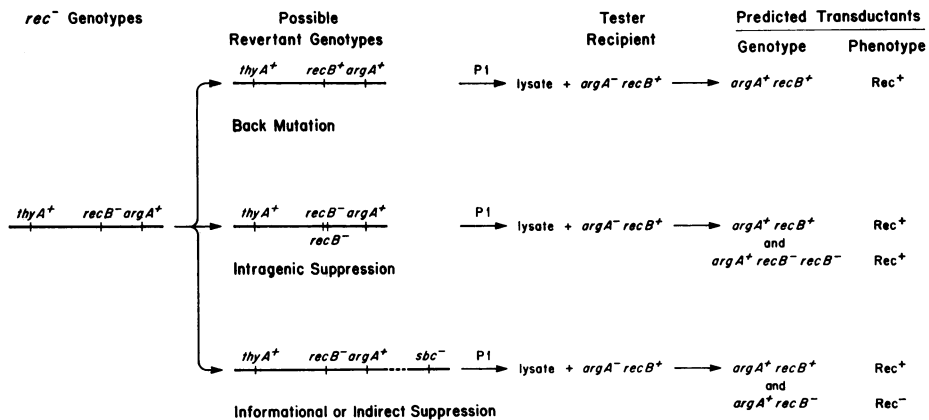 rec⁻ Genotypes
Possible
Revertant Genotypes
Tester
Recipient
Predicted Transductants
Genotype
Phenotype
thyA⁺ recB⁺argA⁺
P1
lysate + argA⁻ recB⁺
argA⁺ recB⁺
Rec⁺
Back Mutation
thyA⁺ recB⁻argA⁺
thyA⁺ recB⁻ argA⁺
recB⁻
P1
lysate + argA⁻ recB⁺
argA⁺ recB⁺
Rec⁺
and
argA⁺ recB⁻ recB⁻
Rec⁺
Intragenic Suppression
thyA⁺ recB⁻argA⁺ sbc⁻
P1
lysate + argA⁻ recB⁺
argA⁺ recB⁺
Rec⁺
and
argA⁺ recB⁻
Rec⁻
Informational or Indirect Suppression